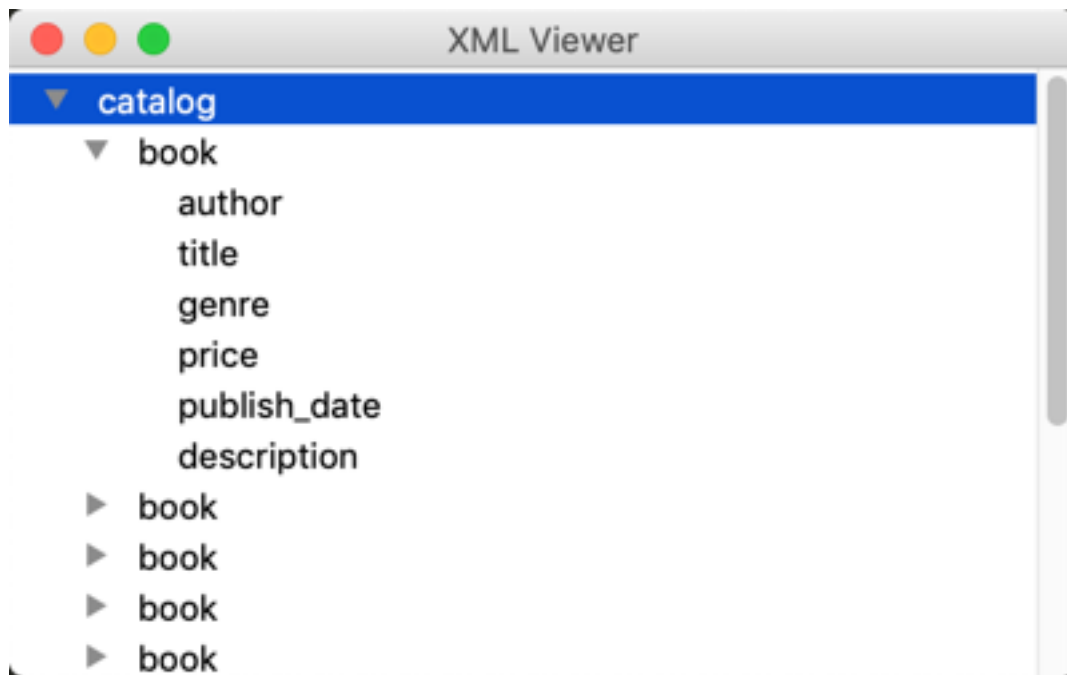 XML Viewer
catalog
book
author
title
genre
price
publish_date
description
book
book
book
book